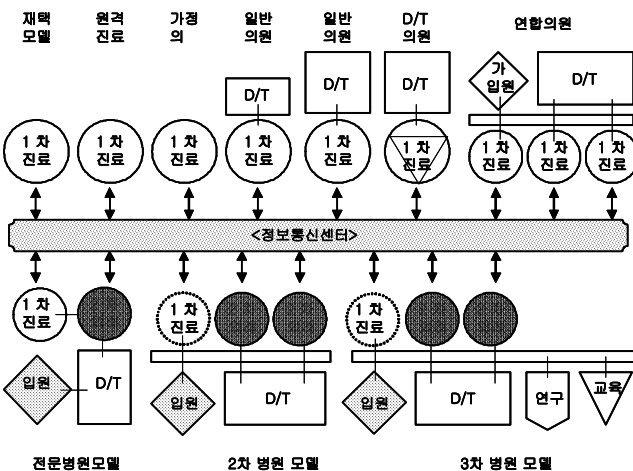 재택 원격 가정 일반 일반 D/T 연합의원
모델 진료 의 의원 의원 의원
가
입원
D/T D/T D/T D/T
1 차 1 차 1 차 1 차 1 차 1 차 1 차 1 차 1 차
진료 진료 진료 진료 진료 진료 진료 진료 진료
<정보통신센터>
1 차 1 차 1 차
진료 진료 진료
입원 D/T 입원 D/T 입원 D/T 연구 교육
전문병원모델 2차 병원 모델 3차 병원 모델